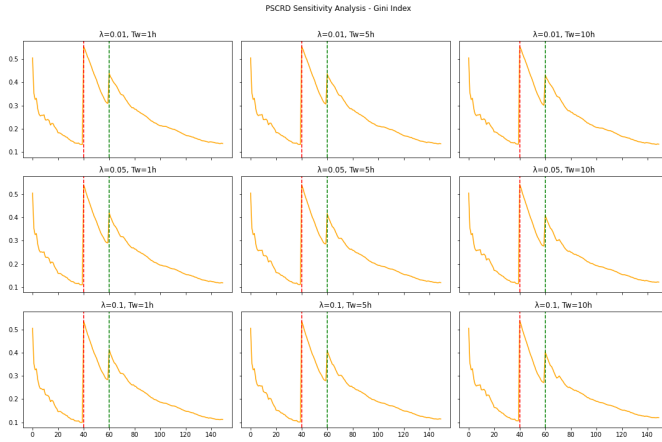 PSCRD Sensitivity Analysis - Gini Index
λ=0.01, Tw=1h
λ=0.01, Tw=5h
λ=0.01, Tw=10h
0.5
0.4
0.3
0.2
0.1
λ=0.05, Tw=1h
λ=0.05, Tw=5h
λ=0.05, Tw=10h
0.5
0.4
0.3
0.2
0.1
λ=0.1, Tw=1h
λ=0.1, Tw=5h
λ=0.1, Tw=10h
0.5
0.4
0.3
0.2
0.1
0 20 40 60 80 100 120 140
0 20 40 60 80 100 120 140
0 20 40 60 80 100 120 140